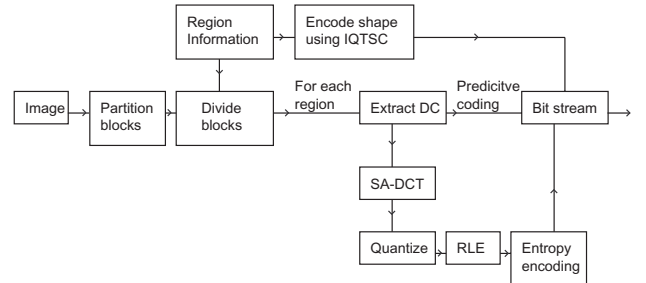 Region
Information
Encode shape
using IQTSC
Image
Partition
blocks
Divide
blocks
For each
region
Extract DC
Predicitve
coding
Bit stream
SA-DCT
Quantize
RLE
Entropy
encoding